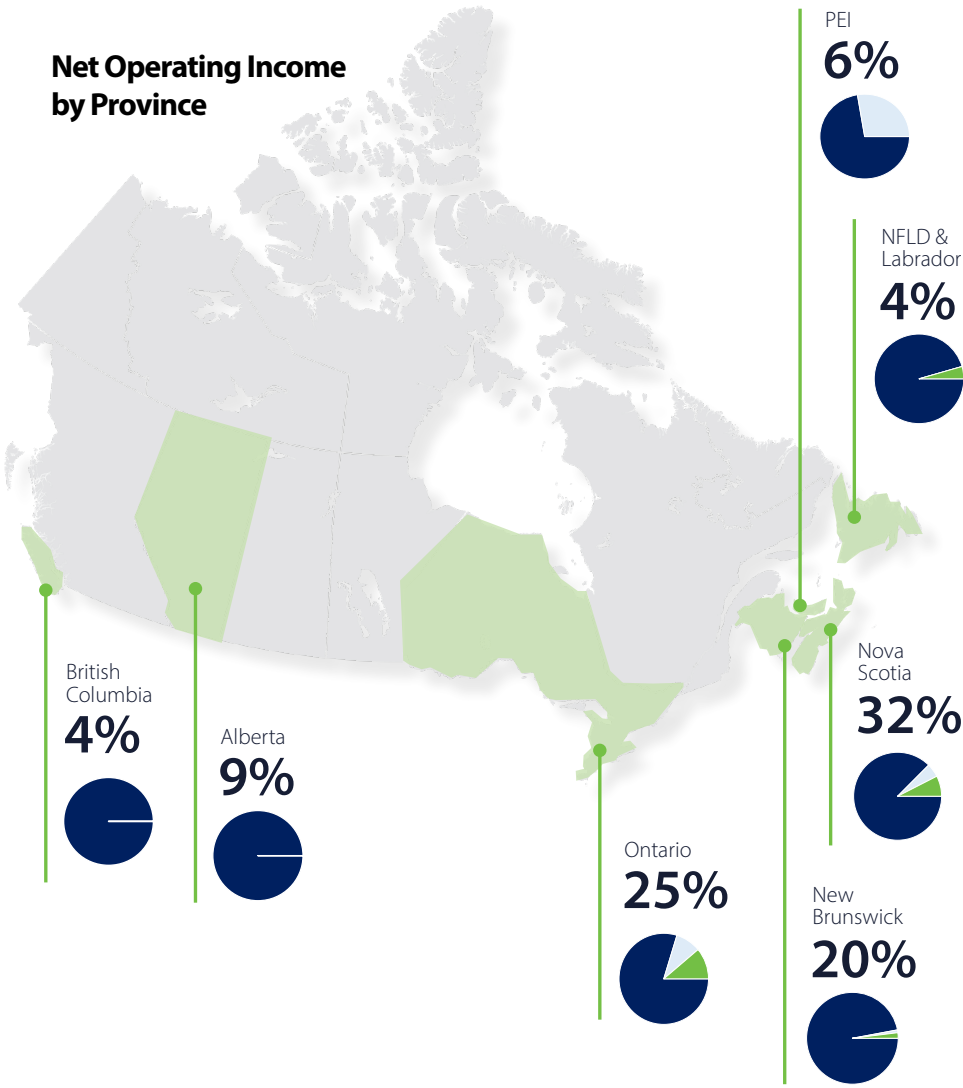 Net Operating Income
by Province
PEI
6%
NFLD &
Labrador
4%
British
Columbia
4%
Alberta
9%
Ontario
25%
Nova
Scotia
32%
New
Brunswick
20%